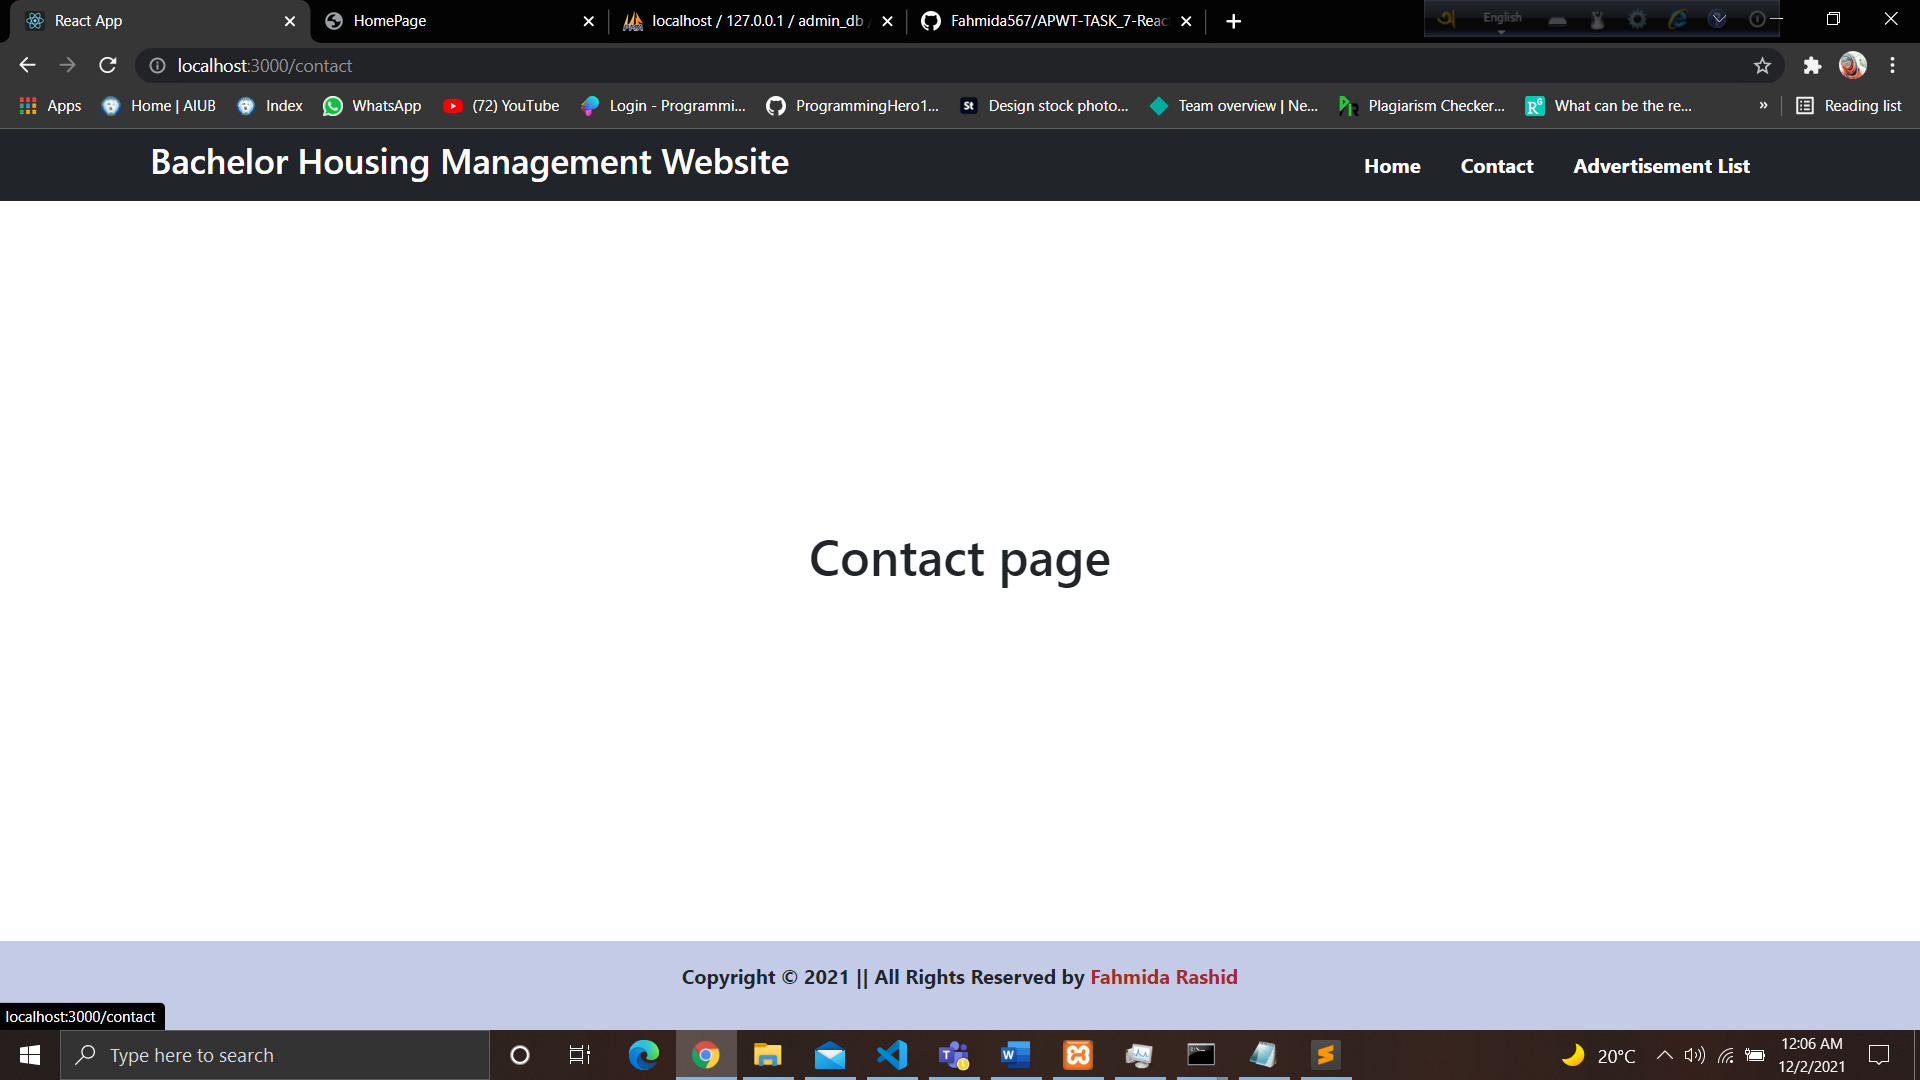 React App
HomePage
localhost / 127.0.0.1 / admin_db
Fahmida567/APWT-TASK_7-Reac
English
localhost:3000/contact
Apps
Home | AIUB
Index
WhatsApp
(72) YouTube
Login - Programmi...
ProgrammingHero1...
Design stock photo...
Team overview | Ne...
Plagiarism Checker...
What can be the re...
»
Reading list
Bachelor Housing Management Website
Home
Contact
Advertisement List
Contact page
Copyright © 2021 || All Rights Reserved by Fahmida Rashid
localhost:3000/contact
Type here to search
20°C
12:06 AM
12/2/2021